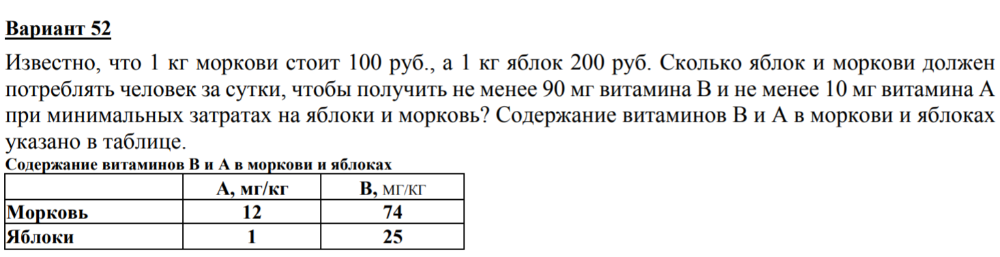 Вариант 52
Известно, что 1 кг моркови стоит 100 руб., а 1 кг яблок 200 руб. Сколько яблок и моркови должен
потреблять человек за сутки, чтобы получить не менее 90 мг витамина В и не менее 10 мг витамина А
при минимальных затратах на яблоки и морковь? Содержание витаминов В и А в моркови и яблоках
указано в таблице.
Содержание витаминов В и А в моркови и яблоках
А, мг/кг В, мг/кг
Морковь 12 74
Яблоки 1 25